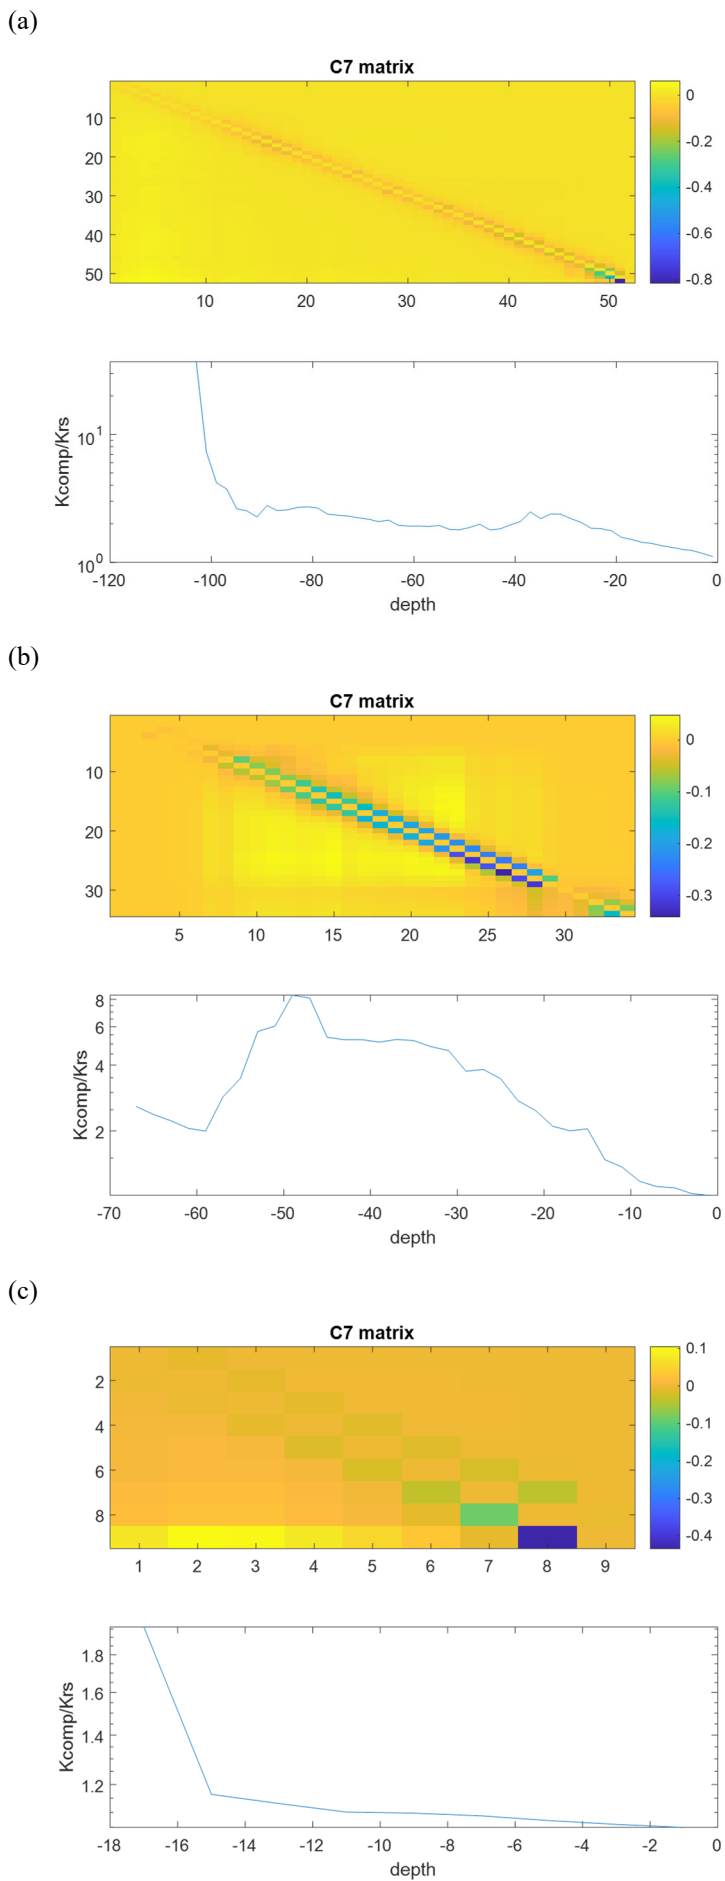 (a)
C7 matrix
10
20
30
40
50
10 20 30 40 50
0
-0.2
-0.4
-0.6
-0.8
Kcomp/Krs
10^1
10^0
-120 -100 -80 -60 -40 -20 0
depth
(b)
C7 matrix
10
20
30
5 10 15 20 25 30
0
-0.1
-0.2
-0.3
Kcomp/Krs
8
6
4
2
-70 -60 -50 -40 -30 -20 -10 0
depth
(c)
C7 matrix
2
4
6
8
1 2 3 4 5 6 7 8 9
0.1
0
-0.1
-0.2
-0.3
-0.4
Kcomp/Krs
1.8
1.6
1.4
1.2
-18 -16 -14 -12 -10 -8 -6 -4 -2 0
depth